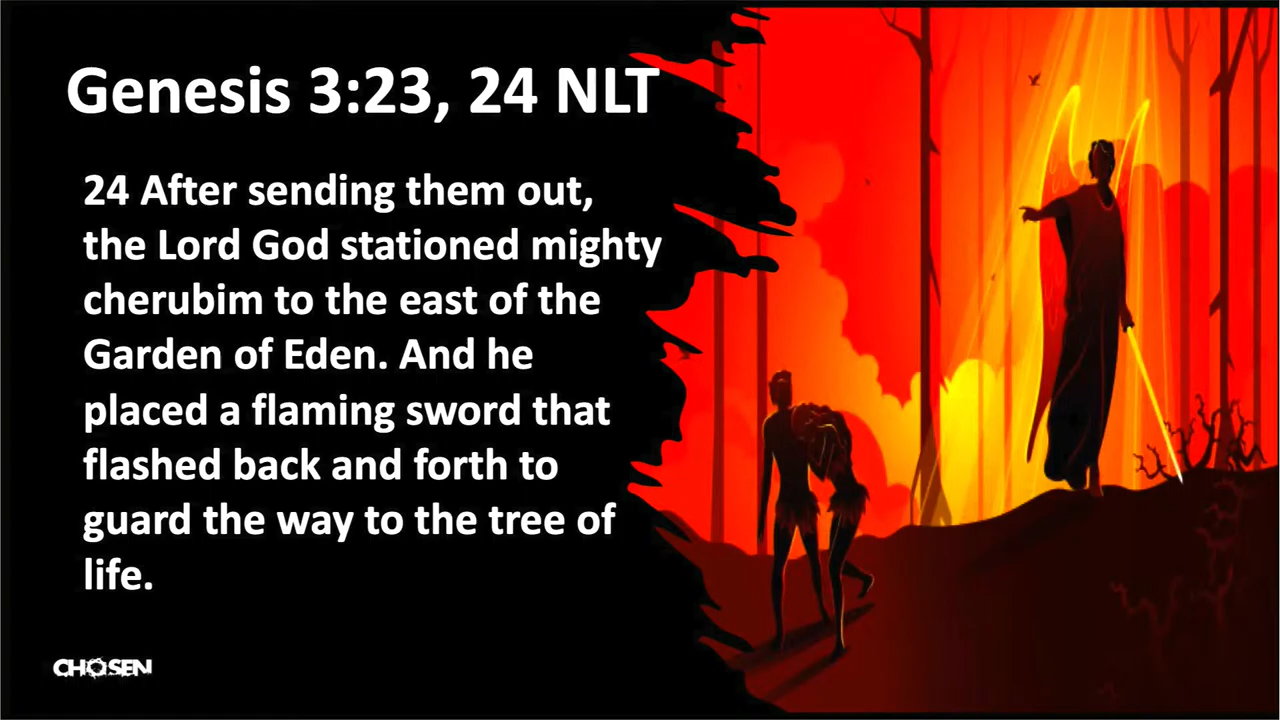 Genesis 3:23, 24 NLT
24 After sending them out,
the Lord God stationed mighty
cherubim to the east of the
Garden of Eden. And he
placed a flaming sword that
flashed back and forth to
guard the way to the tree of
life.
CHOSEN